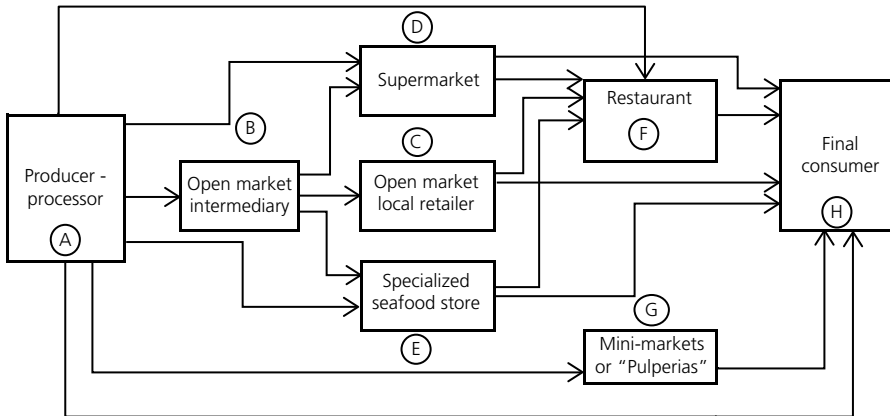 D
Supermarket
Restaurant
F
B
C
Producer -
processor
A
Open market
intermediary
Open market
local retailer
Final
consumer
H
Specialized
seafood store
E
G
Mini-markets
or “Pulperias”